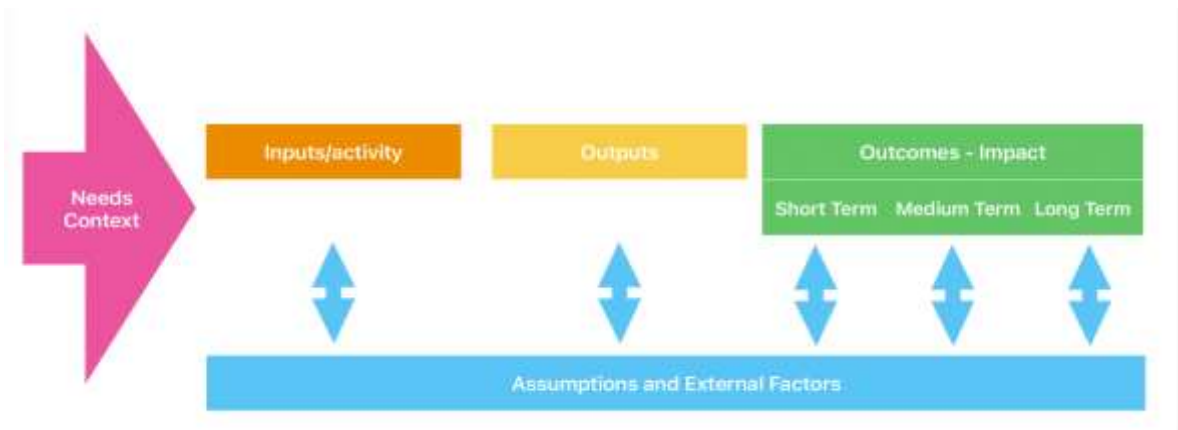 Needs
Context
Inputs/activity
Outputs
Outcomes - Impact
Short Term Medium Term Long Term
Assumptions and External Factors